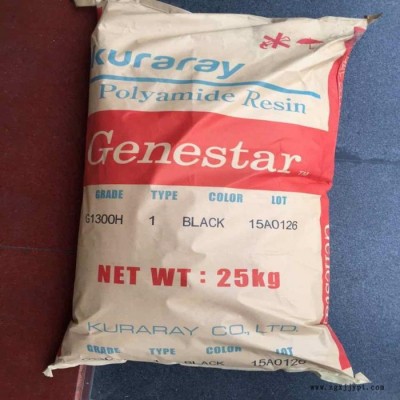 kuraray
Polyamide Resin
Genestar TM
GRADE TYPE COLOR LOT
G1300H 1 BLACK 15A0126
NET WT: 25kg
KURARAY CO., LTD.
GRADE TYPE COLOR LOT
BLACK 15A0126